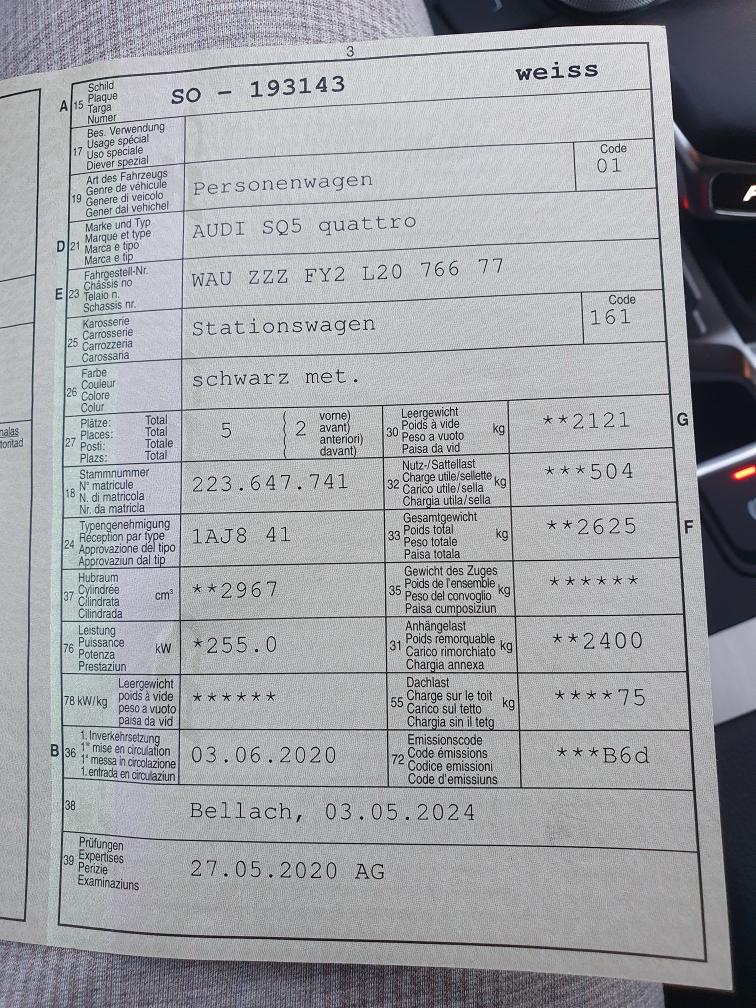 3
A 15 Schild
Plaque
Targa
Numer
SO - 193143 weiss
17 Bes. Verwendung
Usage spécial
Uso speciale
Diever spezial
19 Art des Fahrzeugs
Genre de véhicule
Genere di veicolo
Gener dal vehichel
Personenwagen
Code
01
D 21 Marke und Typ
Marque et type
Marca e tipo
Marca e tip
AUDI SQ5 quattro
E 23 Fahrgestell-Nr.
Châssis no
Telaio n.
Schassis nr.
WAU ZZZ FY2 L20 766 77
25 Karosserie
Carrosserie
Carrozzeria
Carossaria
Stationswagen
Code
161
26 Farbe
Couleur
Colore
Colur
schwarz met.
27 Plätze: Total
Places: Total
Posti: Totale
Plazs: Total
5 ( 2 vorne)
avant)
anteriori)
davant)
30 Leergewicht
Poids à vide
Peso a vuoto
Paisa da vid
kg
**2121
G
18 Stammnummer
N° matricule
N. di matricola
Nr. da matricla
223.647.741
32 Nutz-/Sattellast
Charge utile/sellette
Carico utile/sella
Chargia utila/sella
kg
***504
24 Typengenehmigung
Réception par type
Approvazione del tipo
Approvaziun dal tip
1AJ8 41
33 Gesamtgewicht
Poids total
Peso totale
Paisa totala
kg
**2625
F
37 Hubraum
Cylindrée
Cilindrata
Cilindrada
cm³
**2967
35 Gewicht des Zuges
Poids de l'ensemble
Peso del convoglio
Paisa cumposiziun
kg
******
76 Leistung
Puissance
Potenza
Prestaziun
kW
*255.0
31 Anhängelast
Poids remorquable
Carico rimorchiato
Chargia annexa
kg
**2400
78 kW/kg Leergewicht
poids à vide
peso a vuoto
paisa da vid
******
55 Dachlast
Charge sur le toit
Carico sul tetto
Chargia sin il tetg
kg
****75
B 36 1. Inverkehrsetzung
1re mise en circulation
1a messa in circolazione
1. entrada en circulaziun
03.06.2020
72 Emissionscode
Code émissions
Codice emissioni
Code d'emissiuns
***B6d
38 Bellach, 03.05.2024
39 Prüfungen
Expertises
Perizie
Examinaziuns
27.05.2020 AG